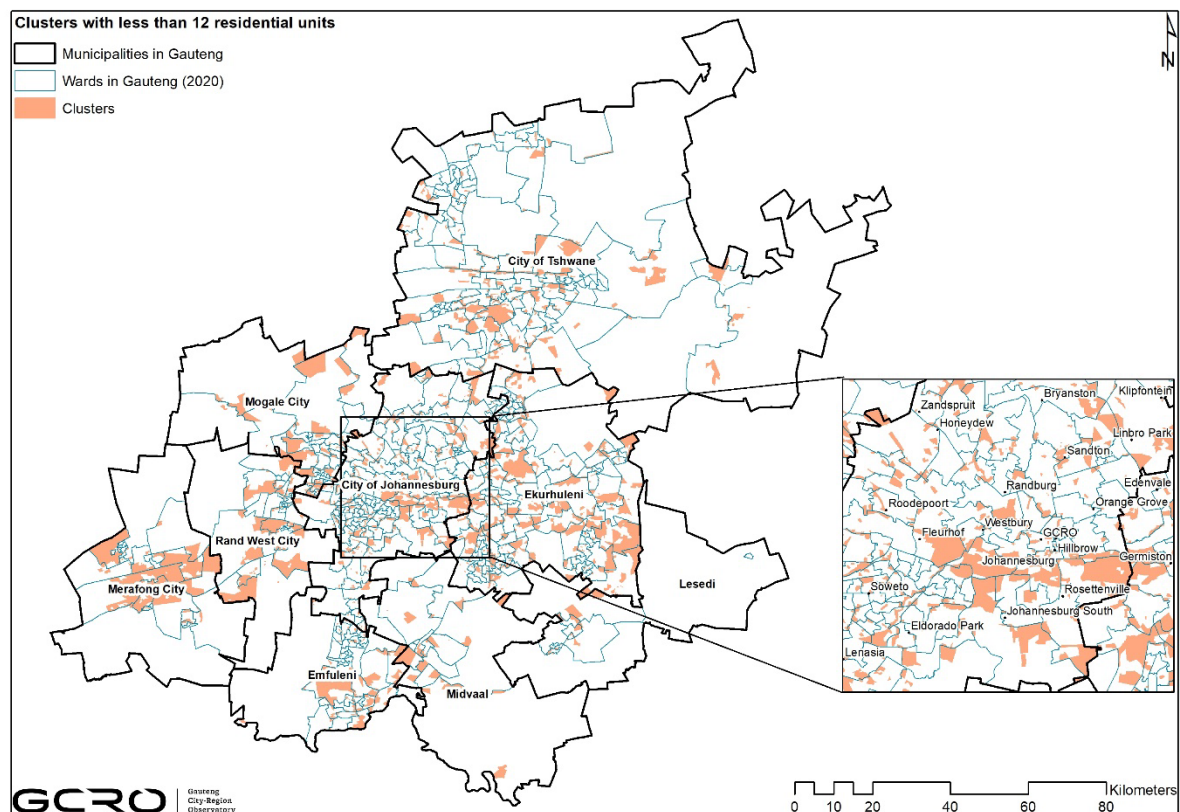 Clusters with less than 12 residential units
Municipalities in Gauteng
Wards in Gauteng (2020)
Clusters
N
City of Tshwane
Mogale City
City of Johannesburg
Ekurhuleni
Rand West City
Merafong City
Lesedi
Emfuleni
Midvaal
Zandspruit
Bryanston
Klipfontein
Honeydew
Linbro Park
Sandton
Randburg
Edenvale
Roodepoort
Orange Grove
Westbury
Fleurhof
GCRO
Hillbrow
Johannesburg
Germiston
Soweto
Rosettenville
Johannesburg South
Eldorado Park
Lenasia
GCRO
Gauteng
City-Region
Observatory
Kilometers
0 10 20 40 60 80